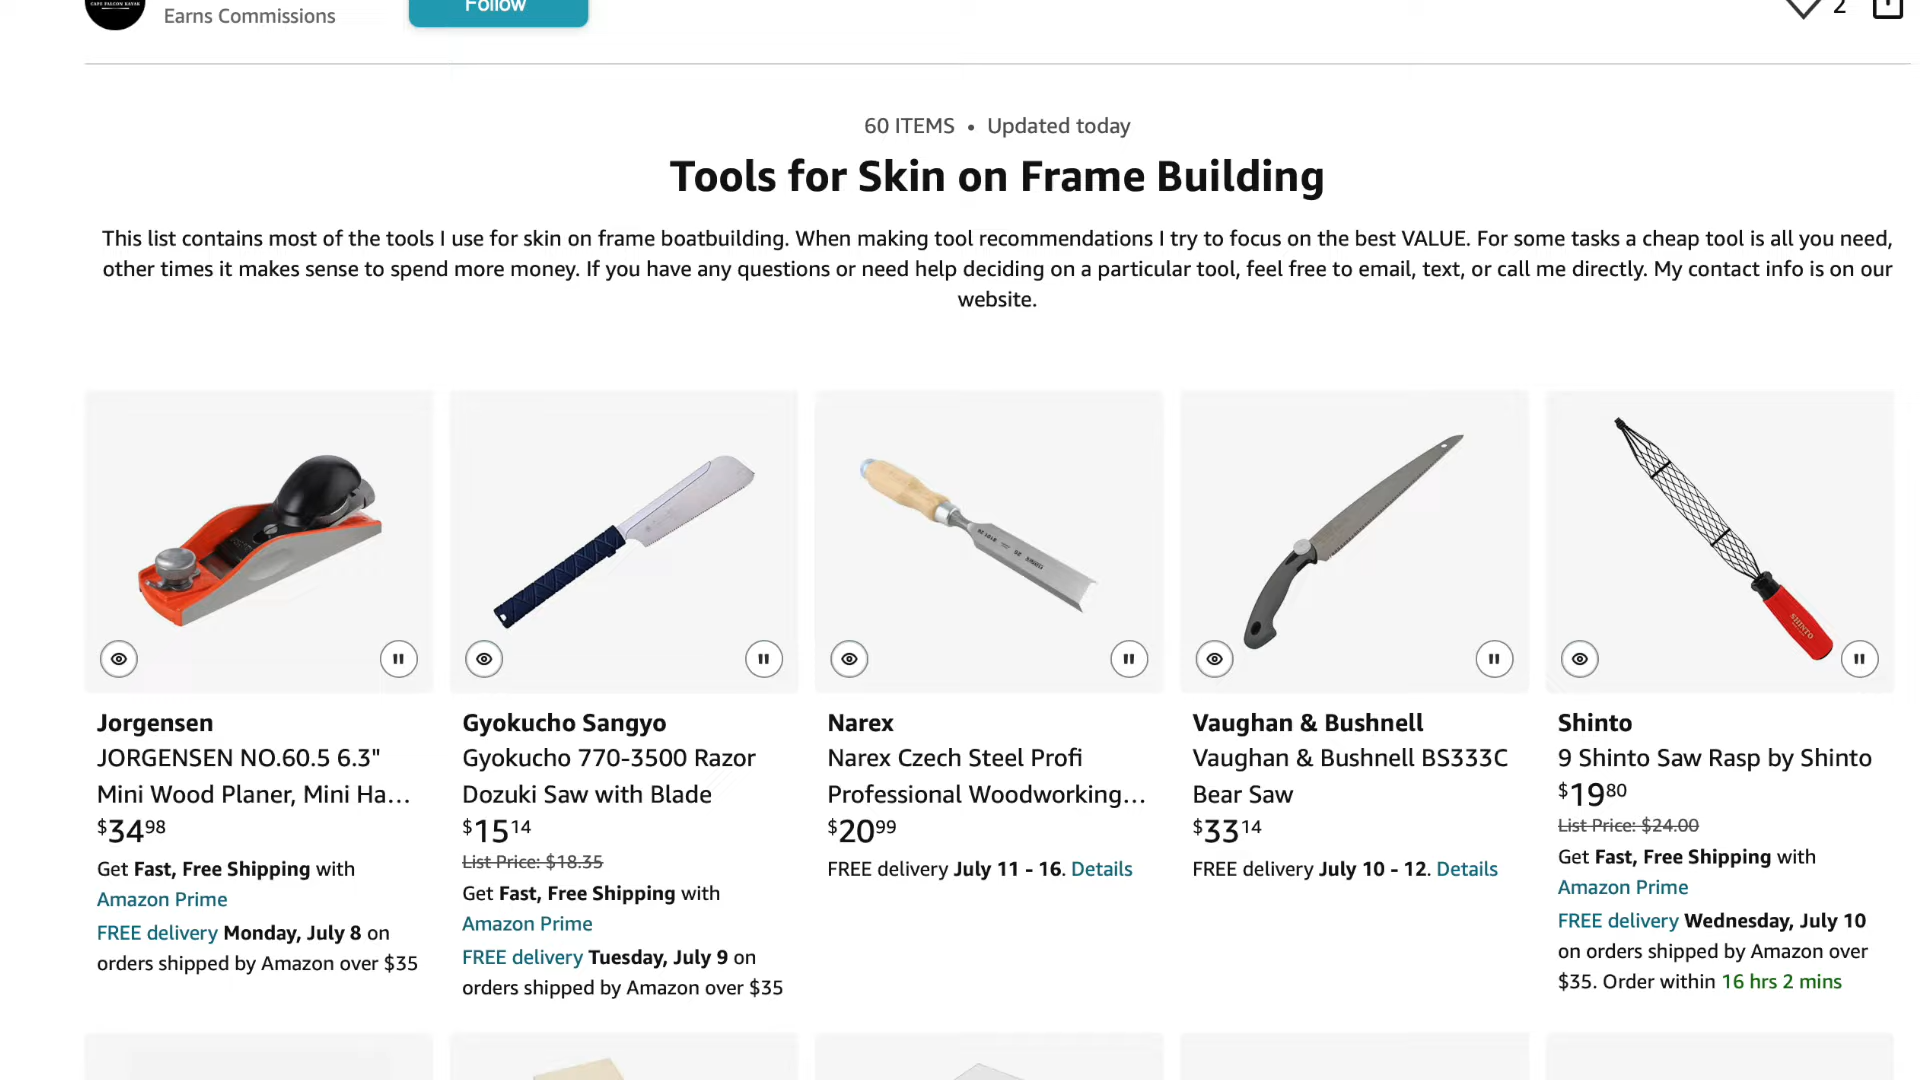 CAPE FALCON KAYAK
Earns Commissions
Follow
2
60 ITEMS • Updated today
Tools for Skin on Frame Building
This list contains most of the tools I use for skin on frame boatbuilding. When making tool recommendations I try to focus on the best VALUE. For some tasks a cheap tool is all you need,
other times it makes sense to spend more money. If you have any questions or need help deciding on a particular tool, feel free to email, text, or call me directly. My contact info is on our
website.
Jorgensen
JORGENSEN NO.60.5 6.3"
Mini Wood Planer, Mini Ha...
$3498
Get Fast, Free Shipping with
Amazon Prime
FREE delivery Monday, July 8 on
orders shipped by Amazon over $35
Gyokucho Sangyo
Gyokucho 770-3500 Razor
Dozuki Saw with Blade
$1514
List Price: $18.35
Get Fast, Free Shipping with
Amazon Prime
FREE delivery Tuesday, July 9 on
orders shipped by Amazon over $35
Narex
Narex Czech Steel Profi
Professional Woodworking...
$2099
FREE delivery July 11 - 16. Details
Vaughan & Bushnell
Vaughan & Bushnell BS333C
Bear Saw
$3314
FREE delivery July 10 - 12. Details
SHINTO
Shinto
9 Shinto Saw Rasp by Shinto
$1980
List Price: $24.00
Get Fast, Free Shipping with
Amazon Prime
FREE delivery Wednesday, July 10
on orders shipped by Amazon over
$35. Order within 16 hrs 2 mins